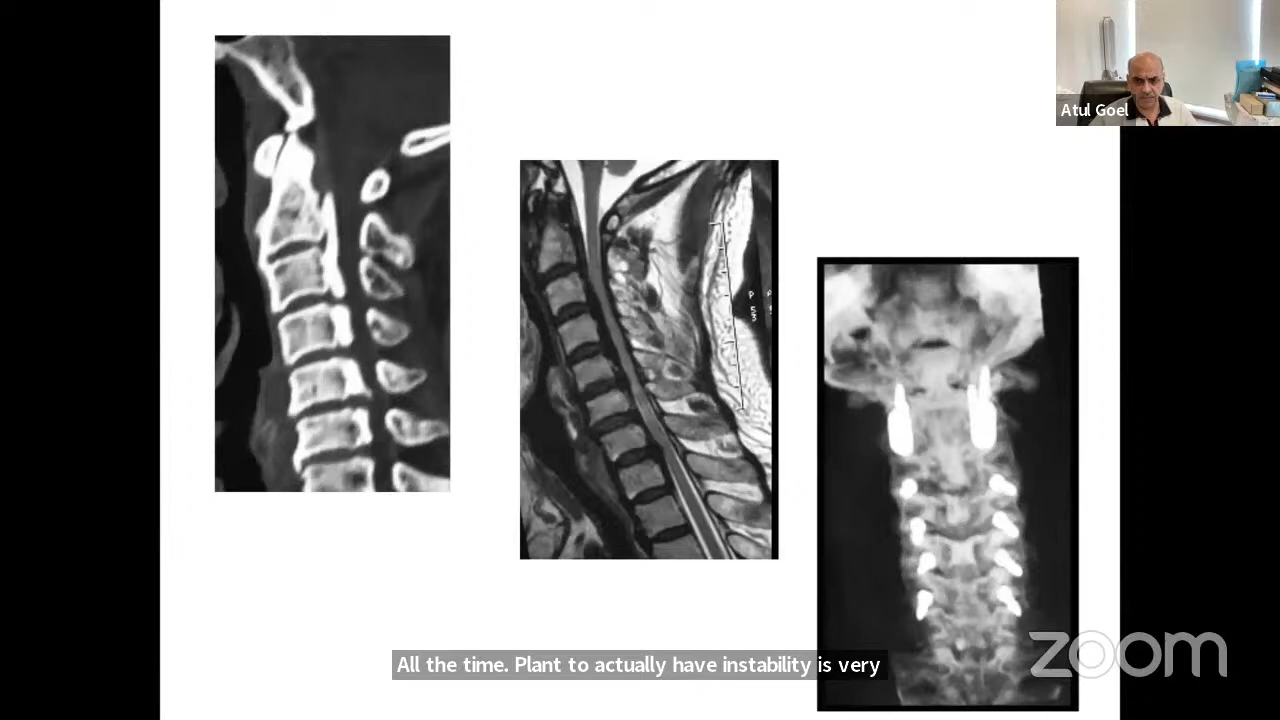 Atul Goel
All the time. Plant to actually have instability is very
zoom